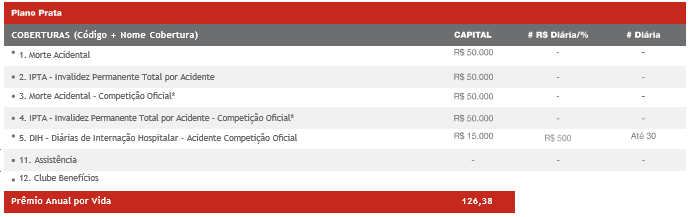 Plano Prata
COBERTURAS (Código + Nome Cobertura) CAPITAL # R$ Diária/% # Diária
• 1. Morte Acidental R$ 50.000 - -
• 2. IPTA - Invalidez Permanente Total por Acidente R$ 50.000 - -
• 3. Morte Acidental - Competição Oficial* R$ 50.000 - -
• 4. IPTA - Invalidez Permanente Total por Acidente - Competição Oficial* R$ 50.000 - -
• 5. DIH - Diárias de Internação Hospitalar - Acidente Competição Oficial R$ 15.000 R$ 500 Até 30
• 11. Assistência - - -
• 12. Clube Benefícios
Prêmio Anual por Vida 126,38